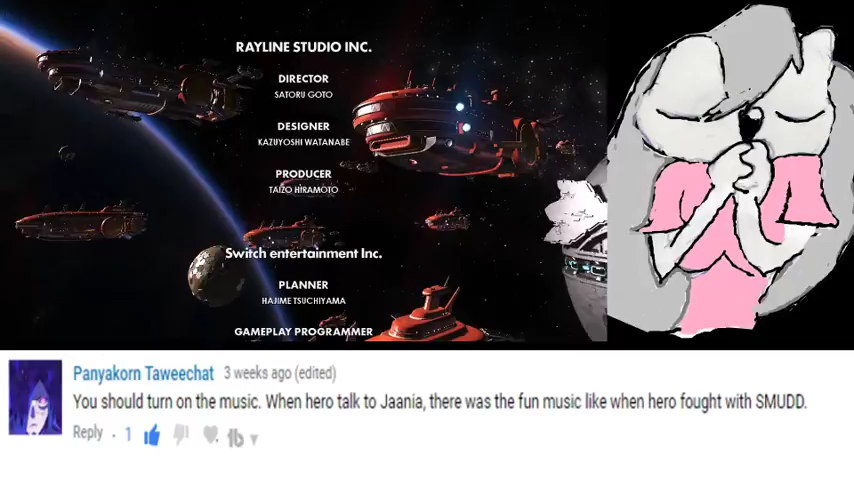 RAYLINE STUDIO INC.
DIRECTOR
SATORU GOTO
DESIGNER
KAZUYOSHI WATANABE
PRODUCER
TAIZO HIRAMOTO
Switch entertainment Inc.
PLANNER
HAJIME TSUCHIYAMA
GAMEPLAY PROGRAMMER
Panyakorn Taweechat 3 weeks ago (edited)
You should turn on the music. When hero talk to Jaania, there was the fun music like when hero fought with SMUDD.
Reply · 1